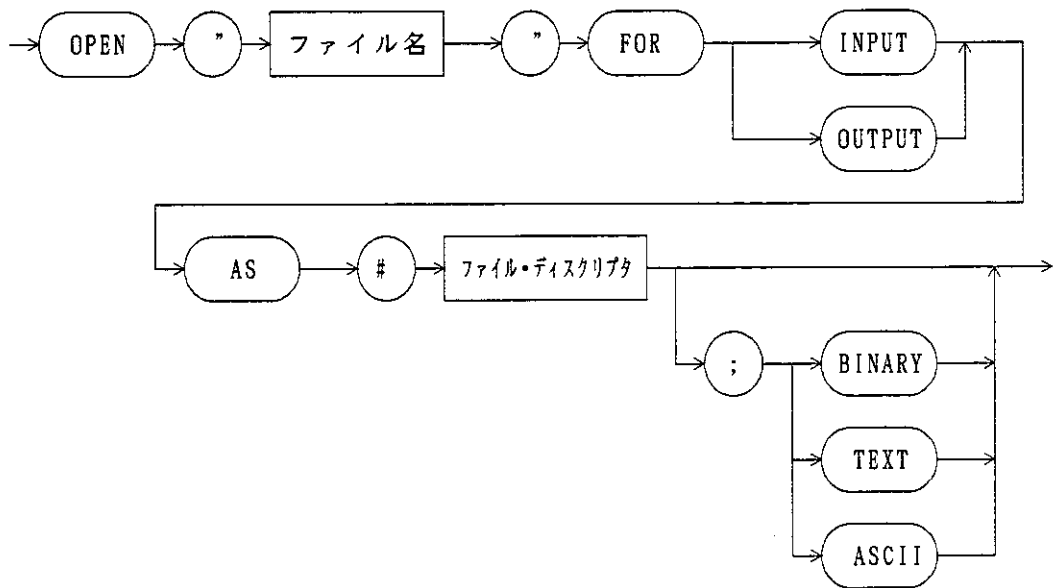 OPEN " ファイル名 " FOR INPUT
OUTPUT
AS # ファイル・ディスクリプタ
; BINARY
TEXT
ASCII